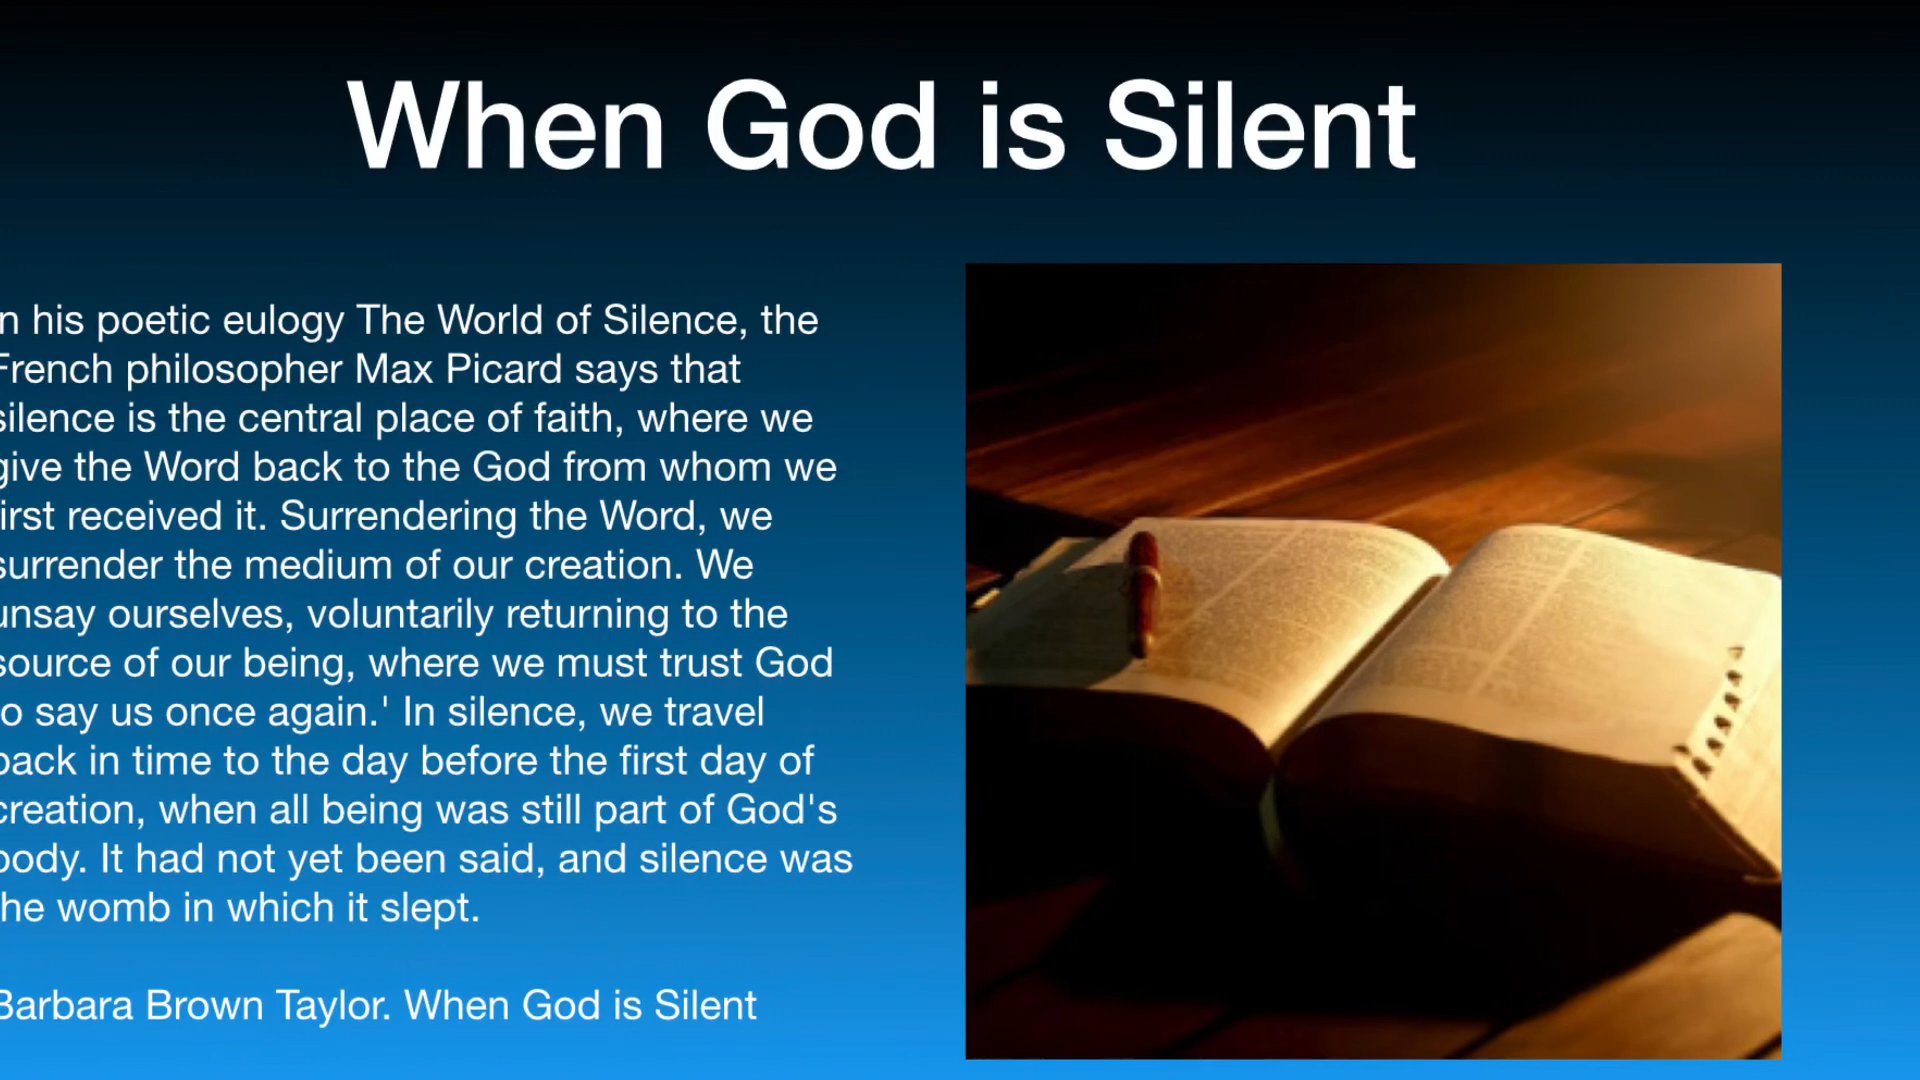 When God is Silent
n his poetic eulogy The World of Silence, the
French philosopher Max Picard says that
silence is the central place of faith, where we
give the Word back to the God from whom we
irst received it. Surrendering the Word, we
surrender the medium of our creation. We
unsay ourselves, voluntarily returning to the
source of our being, where we must trust God
o say us once again.' In silence, we travel
back in time to the day before the first day of
creation, when all being was still part of God's
body. It had not yet been said, and silence was
he womb in which it slept.
Barbara Brown Taylor. When God is Silent